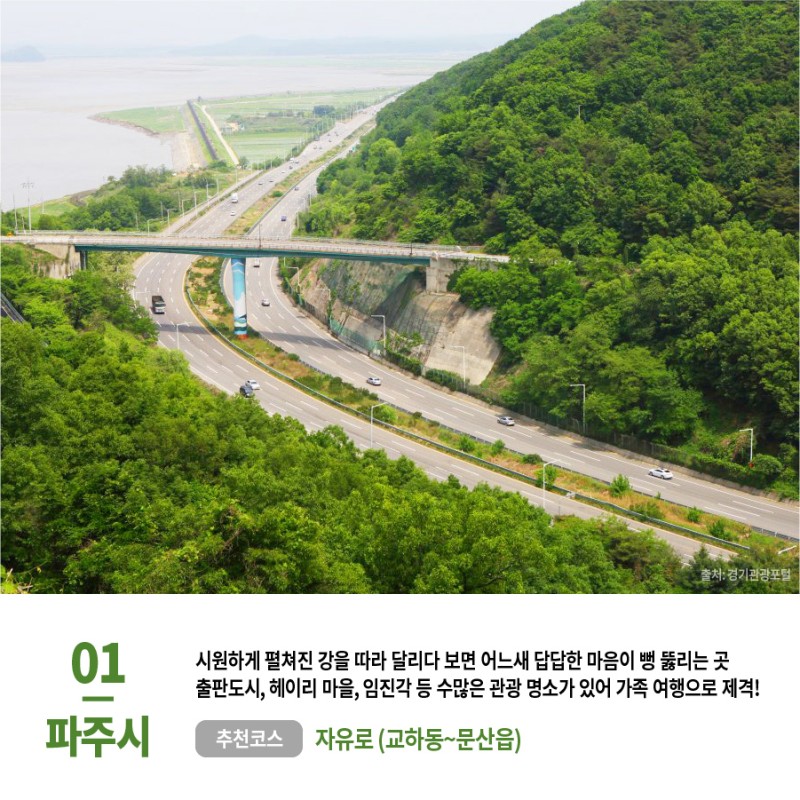 출처: 경기관광포털
01
파주시
시원하게 펼쳐진 강을 따라 달리다 보면 어느새 답답한 마음이 뻥 뚫리는 곳
출판도시, 헤이리 마을, 임진각 등 수많은 관광 명소가 있어 가족 여행으로 제격!
추천코스 자유로 (교하동~문산읍)